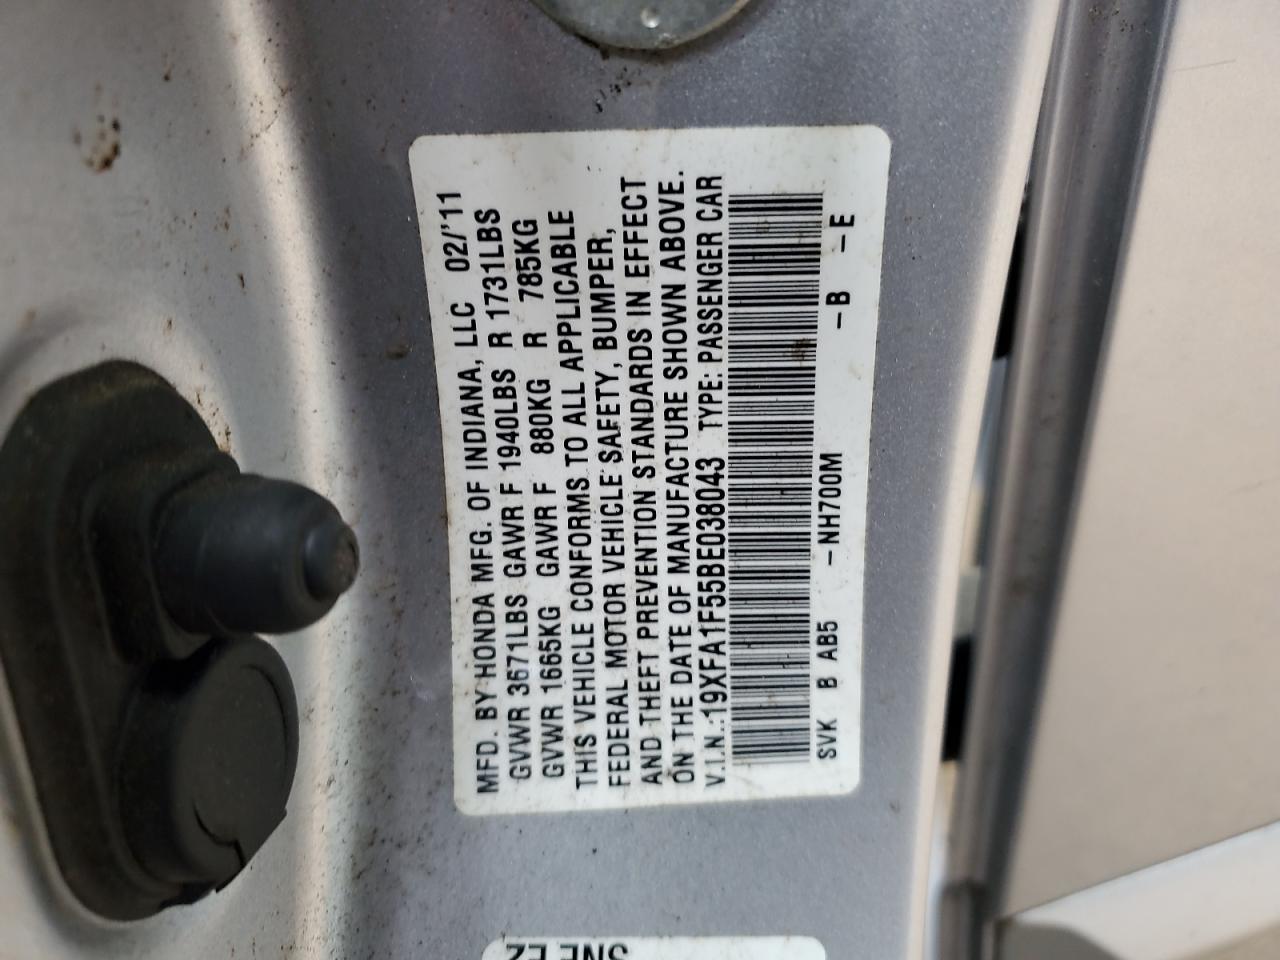 MFD. BY HONDA MFG. OF INDIANA, LLC 02/'11
GVWR 3671LBS GAWR F 1940LBS R 1731LBS
GVWR 1665KG GAWR F 880KG R 785KG
THIS VEHICLE CONFORMS TO ALL APPLICABLE
FEDERAL MOTOR VEHICLE SAFETY, BUMPER,
AND THEFT PREVENTION STANDARDS IN EFFECT
ON THE DATE OF MANUFACTURE SHOWN ABOVE.
V.I.N.:19XFA1F55BE038043 TYPE: PASSENGER CAR
SVK B AB5 -NH700M -B -E